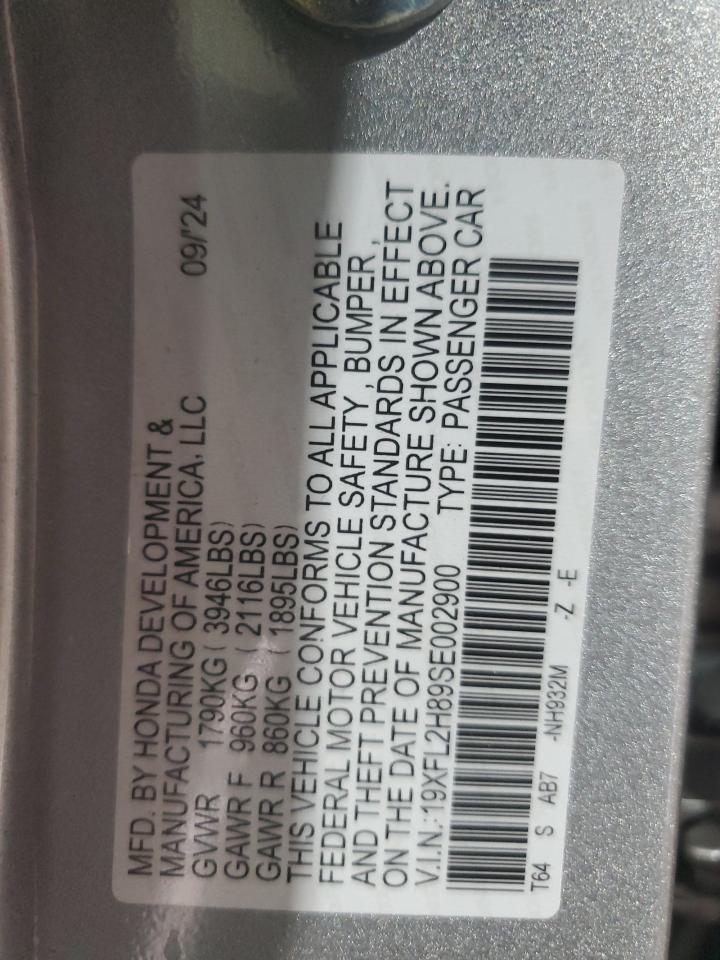 MFD. BY HONDA DEVELOPMENT &
MANUFACTURING OF AMERICA, LLC 09/'24
GVWR 1790KG ( 3946LBS)
GAWR F 960KG ( 2116LBS)
GAWR R 860KG ( 1895LBS)
THIS VEHICLE CONFORMS TO ALL APPLICABLE
FEDERAL MOTOR VEHICLE SAFETY , BUMPER ,
AND THEFT PREVENTION STANDARDS IN EFFECT
ON THE DATE OF MANUFACTURE SHOWN ABOVE.
V.I.N.:19XFL2H89SE002900 TYPE: PASSENGER CAR
T64 S AB7 -NH932M -Z -E